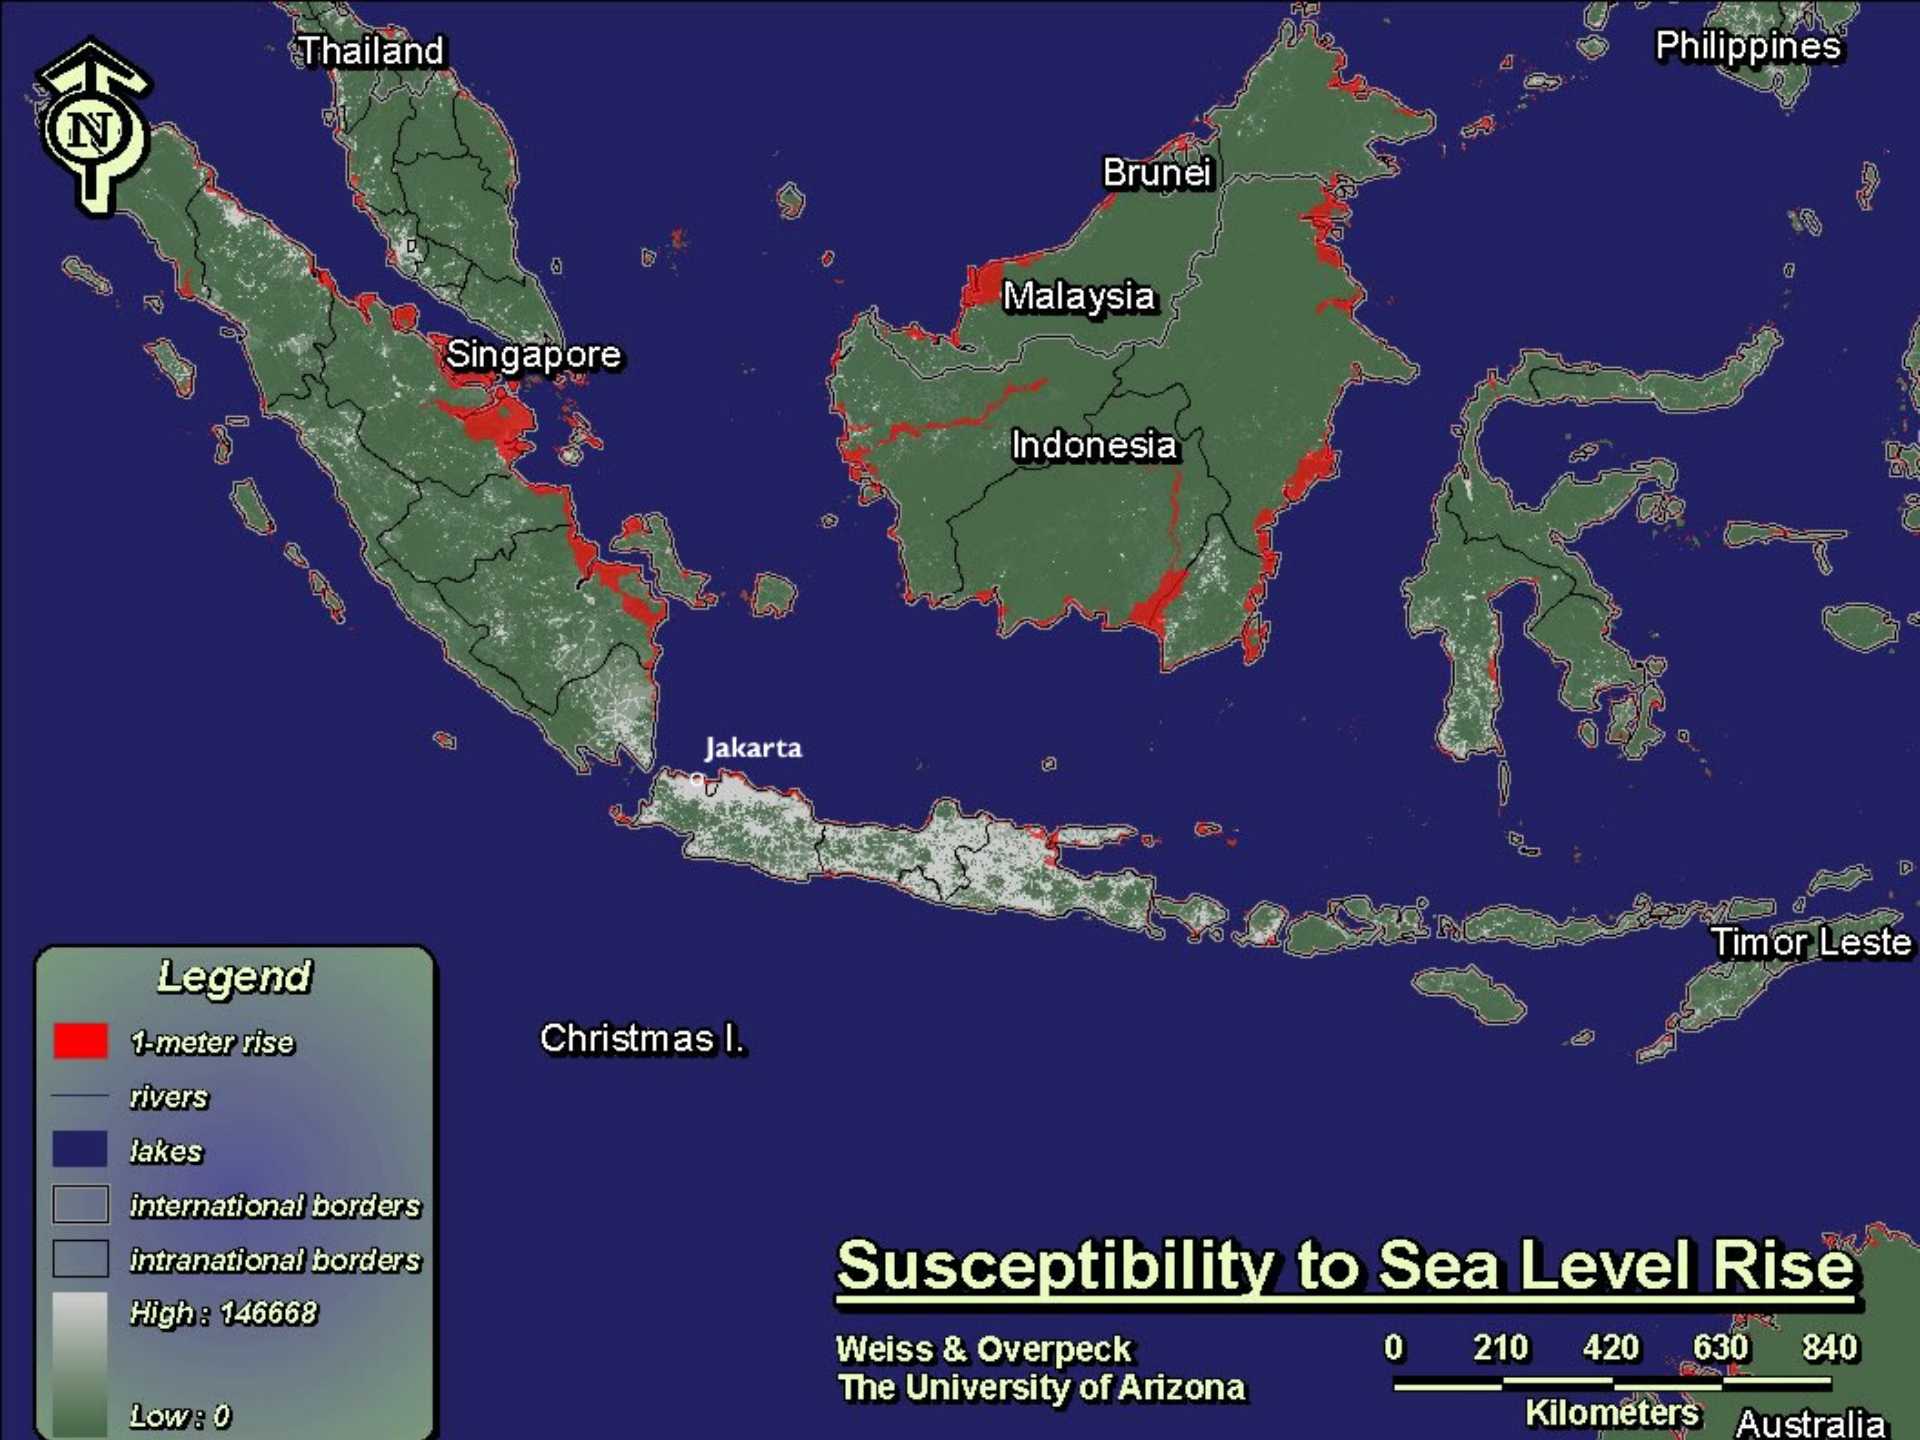 Thailand
Philippines
N
Brunei
Malaysia
Singapore
Indonesia
Jakarta
Timor Leste
Christmas I.
Legend
1-meter rise
rivers
lakes
international borders
intranational borders
High : 146668
Low : 0
Susceptibility to Sea Level Rise
Weiss & Overpeck
The University of Arizona
0 210 420 630 840
Kilometers
Australia